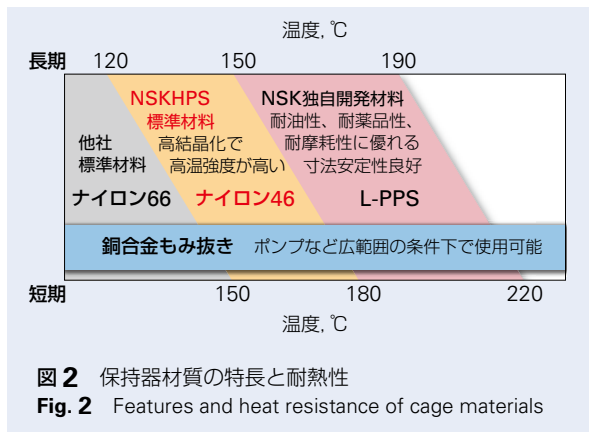 温度, ℃
長期 120 150 190
NSKHPS
標準材料
高結晶化で
高温強度が高い
NSK独自開発材料
耐油性、耐薬品性、
耐摩耗性に優れる
寸法安定性良好
他社
標準材料
ナイロン66 ナイロン46 L-PPS
銅合金もみ抜き ポンプなど広範囲の条件下で使用可能
短期 150 180 220
温度, ℃
図2 保持器材質の特長と耐熱性
Fig. 2 Features and heat resistance of cage materials